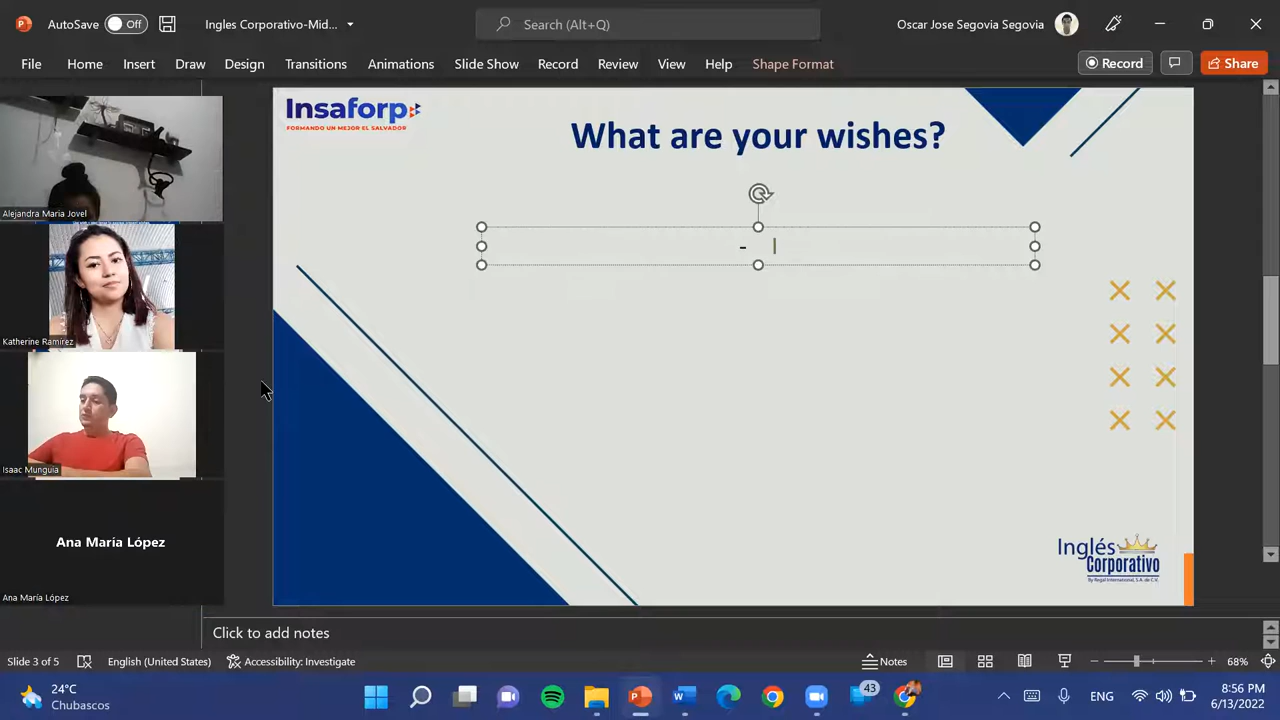 AutoSave Off Ingles Corporativo-Mid... Search (Alt+Q) Oscar Jose Segovia Segovia
File Home Insert Draw Design Transitions Animations Slide Show Record Review View Help Shape Format Record Share
Insaforp
FORMANDO UN MEJOR EL SALVADOR
What are your wishes?
-
Alejandra Maria Jovel
Katherine Ramirez
Isaac Munguia
Ana María López
Ana María López
Inglés
Corporativo
By Regal International, S.A. de C.V.
Click to add notes
Slide 3 of 5 English (United States) Accessibility: Investigate Notes 68%
24°C
Chubascos
43
ENG
8:56 PM
6/13/2022